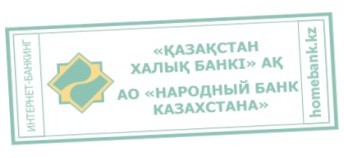 ИНТЕРНЕТ-БАНКИНГ
«ҚАЗАҚСТАН
ХАЛЫҚ БАНКІ» АҚ
АО «НАРОДНЫЙ БАНК
КАЗАХСТАНА»
homebank.kz